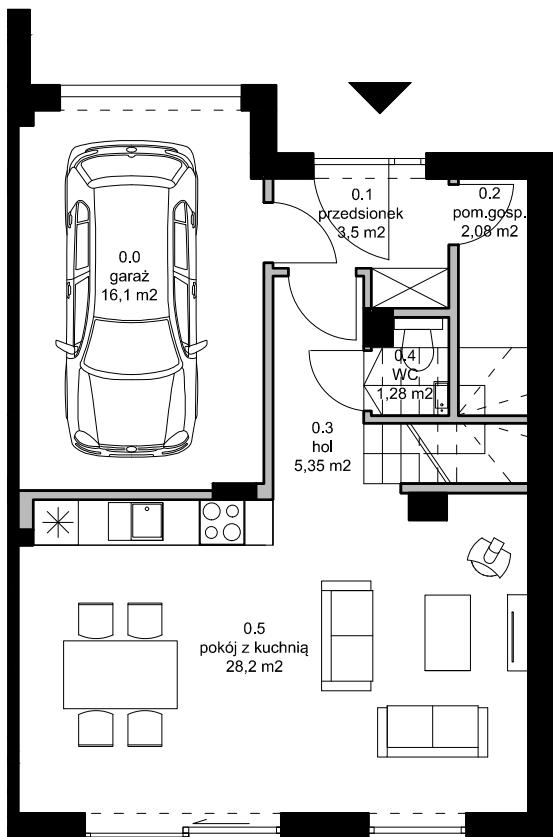 0.1
przedsionek
3,5 m2
0.2
pom.gosp.
2,08 m2
0.0
garaż
16,1 m2
0.4
WC
1,28 m2
0.3
hol
5,35 m2
0.5
pokój z kuchnią
28,2 m2